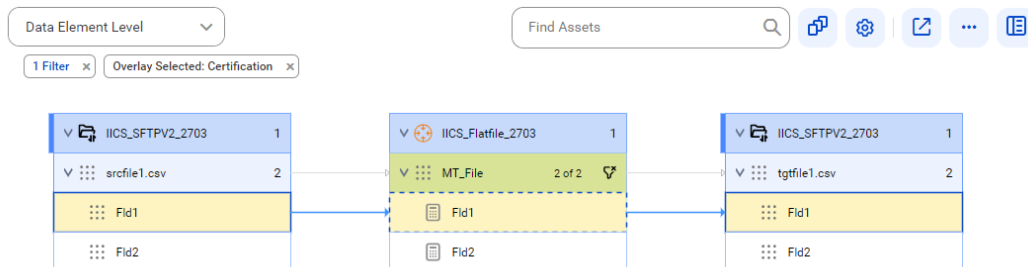 Data Element Level
Find Assets
1 Filter ×
Overlay Selected: Certification ×
IICS_SFTPV2_2703 1
srcfile1.csv 2
Fld1
Fld2
IICS_Flatfile_2703 1
MT_File 2 of 2
Fld1
Fld2
IICS_SFTPV2_2703 1
tgtfile1.csv 2
Fld1
Fld2